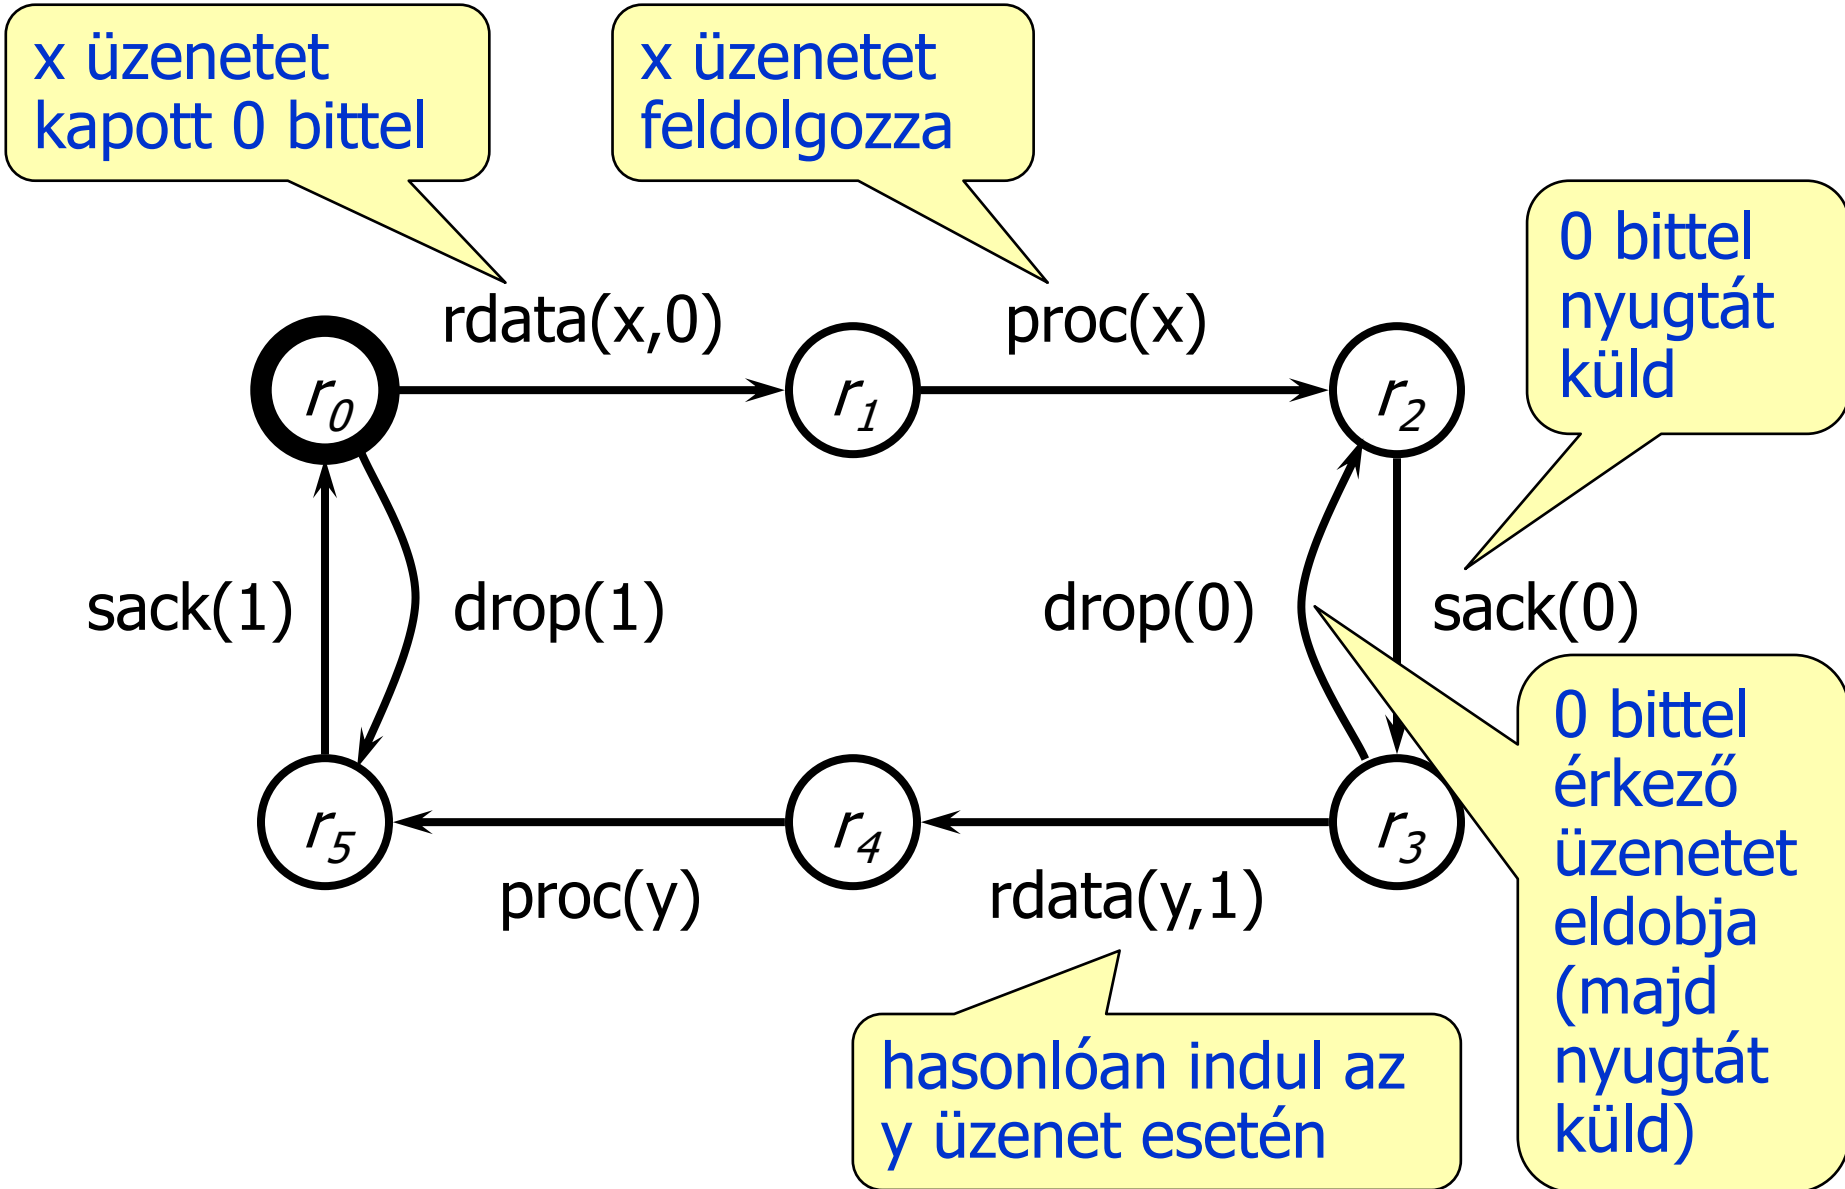 x üzenetet
kapott 0 bittel
x üzenetet
feldolgozza
0 bittel
nyugtát
küld
rdata(x,0)
proc(x)
r0
r1
r2
sack(1)
drop(1)
drop(0)
sack(0)
0 bittel
érkező
üzenetet
eldobja
(majd
nyugtát
küld)
r5
r4
r3
proc(y)
rdata(y,1)
hasonlóan indul az
y üzenet esetén